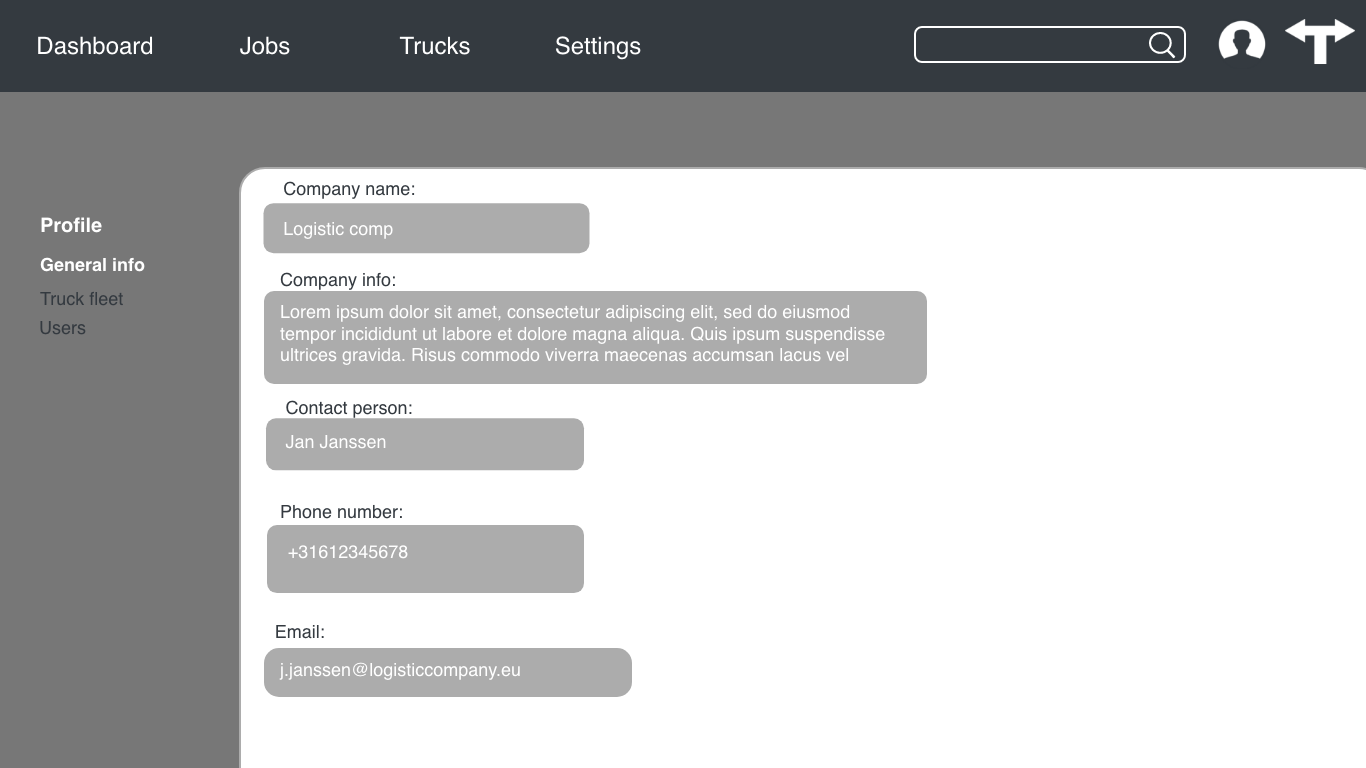 Dashboard
Jobs
Trucks
Settings
Profile
General info
Truck fleet
Users
Company name:
Logistic comp
Company info:
Lorem ipsum dolor sit amet, consectetur adipiscing elit, sed do eiusmod
tempor incididunt ut labore et dolore magna aliqua. Quis ipsum suspendisse
ultrices gravida. Risus commodo viverra maecenas accumsan lacus vel
Contact person:
Jan Janssen
Phone number:
+31612345678
Email:
j.janssen@logisticcompany.eu